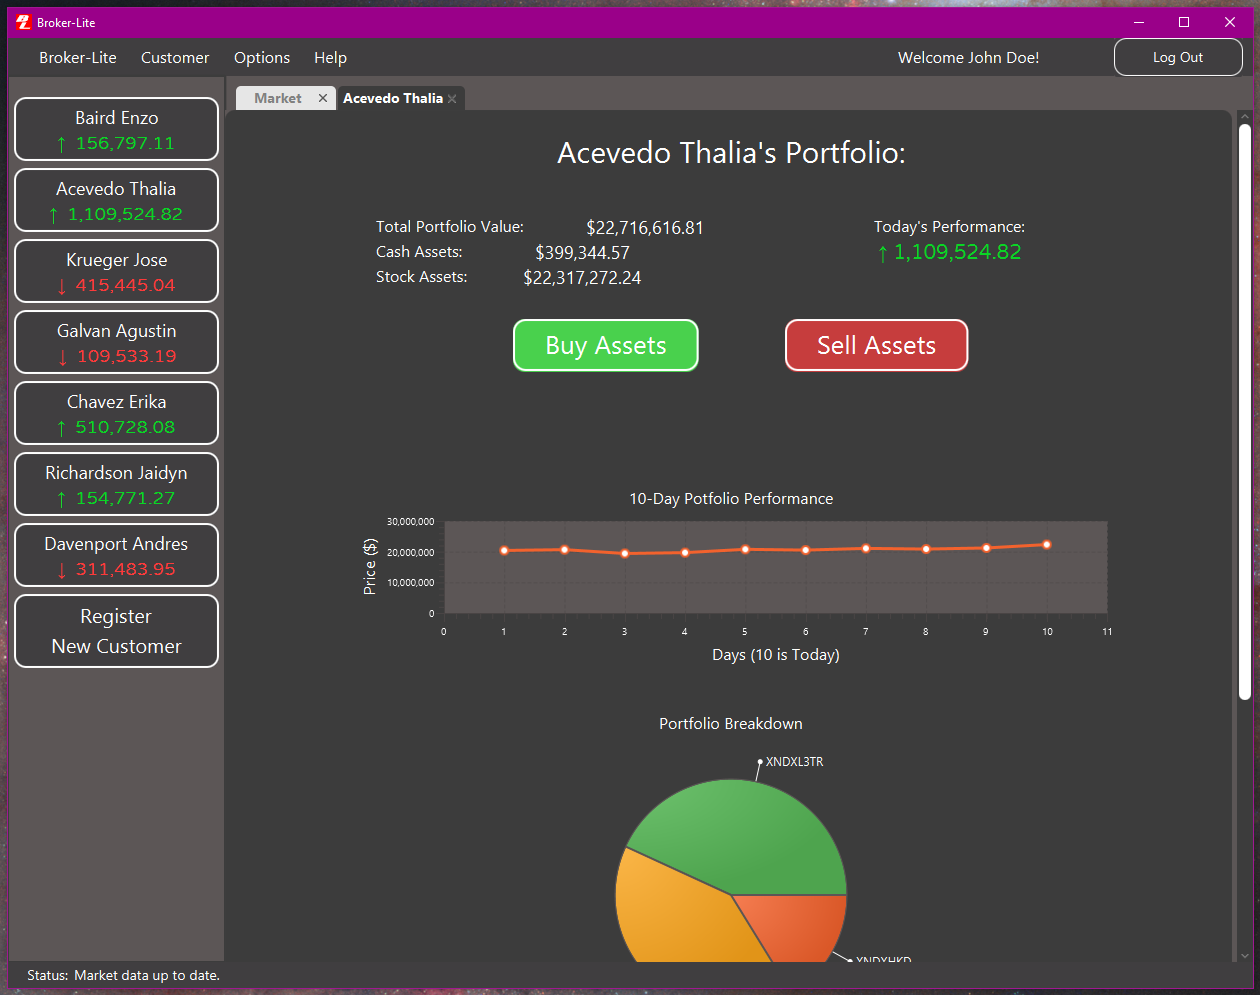 Broker-Lite
Broker-Lite Customer Options Help Welcome John Doe! Log Out
Baird Enzo
↑ 156,797.11
Acevedo Thalia
↑ 1,109,524.82
Krueger Jose
↓ 415,445.04
Galvan Agustin
↓ 109,533.19
Chavez Erika
↑ 510,728.08
Richardson Jaidyn
↑ 154,771.27
Davenport Andres
↓ 311,483.95
Register
New Customer
Market × Acevedo Thalia ×
Acevedo Thalia's Portfolio:
Total Portfolio Value: $22,716,616.81
Cash Assets: $399,344.57
Stock Assets: $22,317,272.24
Today's Performance:
↑ 1,109,524.82
Buy Assets Sell Assets
10-Day Potfolio Performance
Price ($)
30,000,000
20,000,000
10,000,000
0
0 1 2 3 4 5 6 7 8 9 10 11
Days (10 is Today)
Portfolio Breakdown
XNDXL3TR
XNDXHKD
Status: Market data up to date.